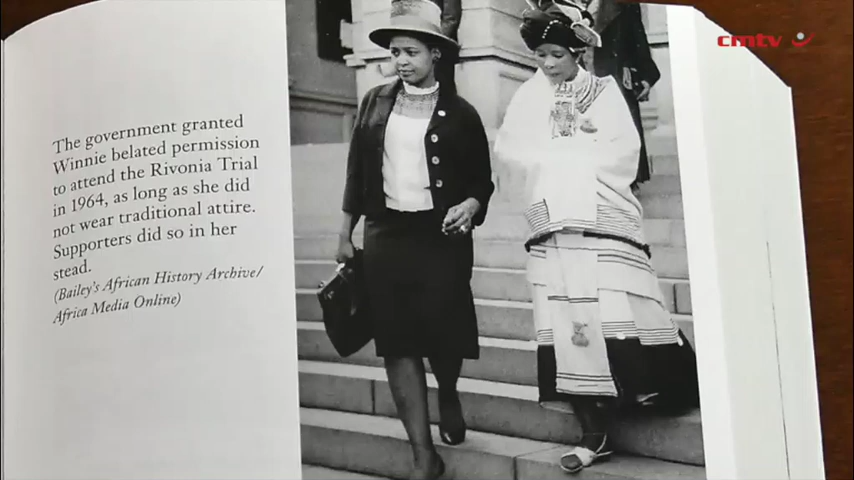 The government granted
Winnie belated permission
to attend the Rivonia Trial
in 1964, as long as she did
not wear traditional attire.
Supporters did so in her
stead.
(Bailey's African History Archive/
Africa Media Online)
cmtv